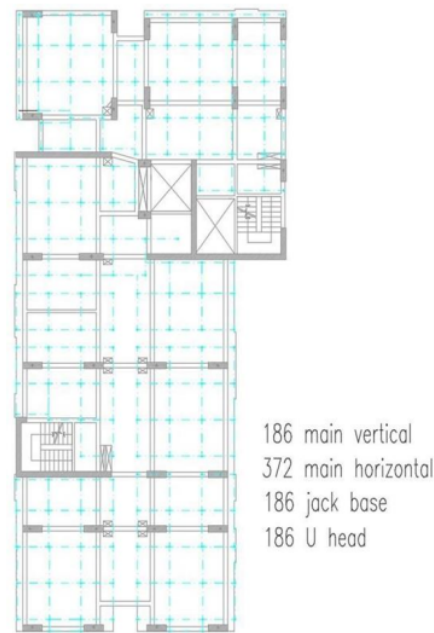 186 main vertical
372 main horizontal
186 jack base
186 U head